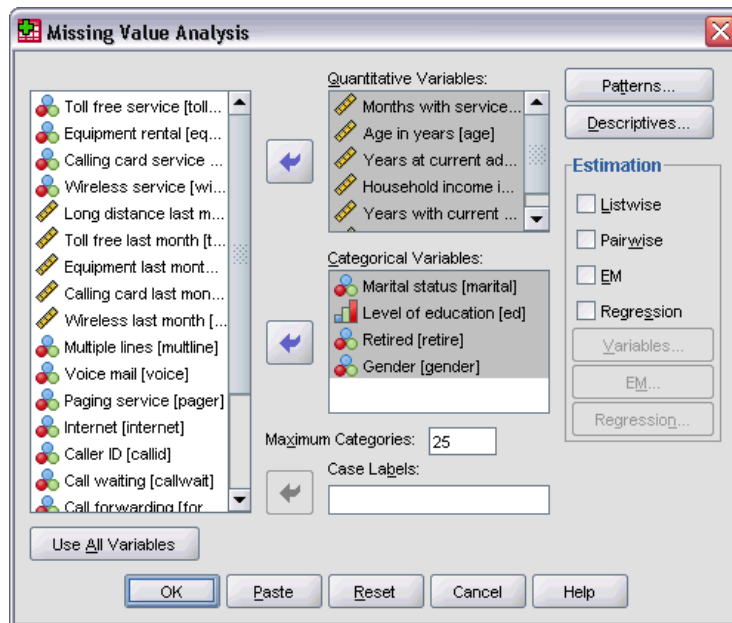 Missing Value Analysis
Toll free service [toll...
Equipment rental [eq...
Calling card service ...
Wireless service [wi...
Long distance last m...
Toll free last month [t...
Equipment last mont...
Calling card last mon...
Wireless last month [...
Multiple lines [multline]
Voice mail [voice]
Paging service [pager]
Internet [internet]
Caller ID [callid]
Call waiting [callwait]
Call forwarding [for...
Use All Variables
Quantitative Variables:
Months with service...
Age in years [age]
Years at current ad...
Household income i...
Years with current ...
Categorical Variables:
Marital status [marital]
Level of education [ed]
Retired [retire]
Gender [gender]
Maximum Categories: 25
Case Labels:
Patterns...
Descriptives...
Estimation
Listwise
Pairwise
EM
Regression
Variables...
EM...
Regression...
OK
Paste
Reset
Cancel
Help